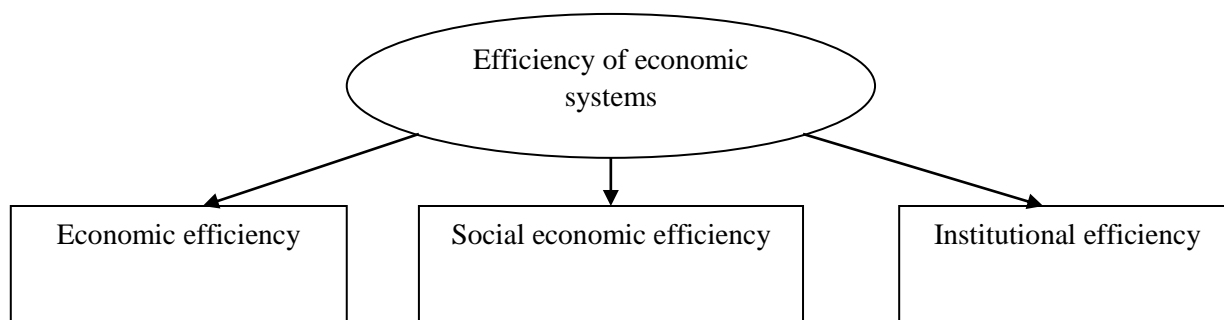 Efficiency of economic
systems
Economic efficiency
Social economic efficiency
Institutional efficiency